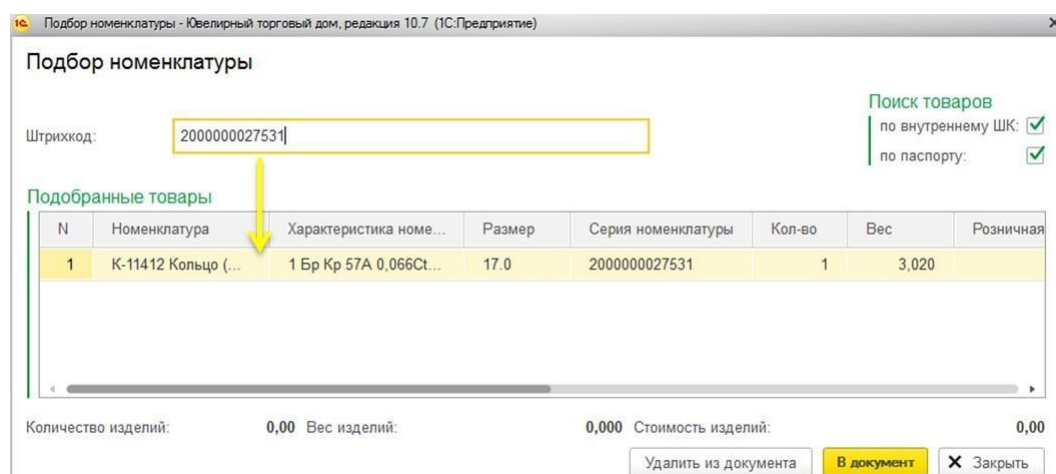 1С Подбор номенклатуры - Ювелирный торговый дом, редакция 10.7 (1С:Предприятие)
Подбор номенклатуры
Поиск товаров
Штрихкод: 2000000027531 по внутреннему ШК:
по паспорту:
Подобранные товары
N Номенклатура Характеристика номе... Размер Серия номенклатуры Кол-во Вес Розничная
1 К-11412 Кольцо (... 1 Бр Кр 57А 0,066Ct... 17.0 2000000027531 1 3,020
Количество изделий: 0,00 Вес изделий: 0,000 Стоимость изделий: 0,00
Удалить из документа В документ Закрыть